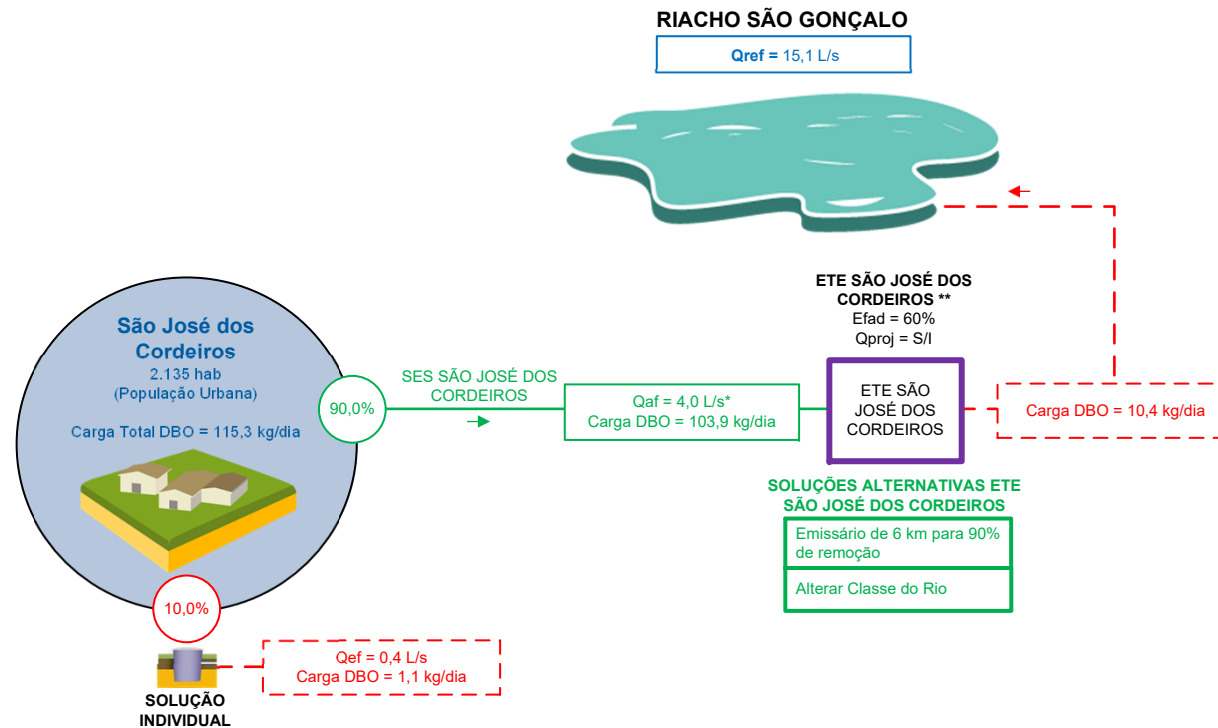 RIACHO SÃO GONÇALO
Qref = 15,1 L/s
São José dos
Cordeiros
2.135 hab
(População Urbana)
Carga Total DBO = 115,3 kg/dia
90,0%
SES SÃO JOSÉ DOS
CORDEIROS
Qaf = 4,0 L/s*
Carga DBO = 103,9 kg/dia
ETE SÃO JOSÉ DOS
CORDEIROS **
Efad = 60%
Qproj = S/I
ETE SÃO
JOSÉ DOS
CORDEIROS
Carga DBO = 10,4 kg/dia
SOLUÇÕES ALTERNATIVAS ETE
SÃO JOSÉ DOS CORDEIROS
Emissário de 6 km para 90%
de remoção
Alterar Classe do Rio
10,0%
Qef = 0,4 L/s
Carga DBO = 1,1 kg/dia
SOLUÇÃO
INDIVIDUAL